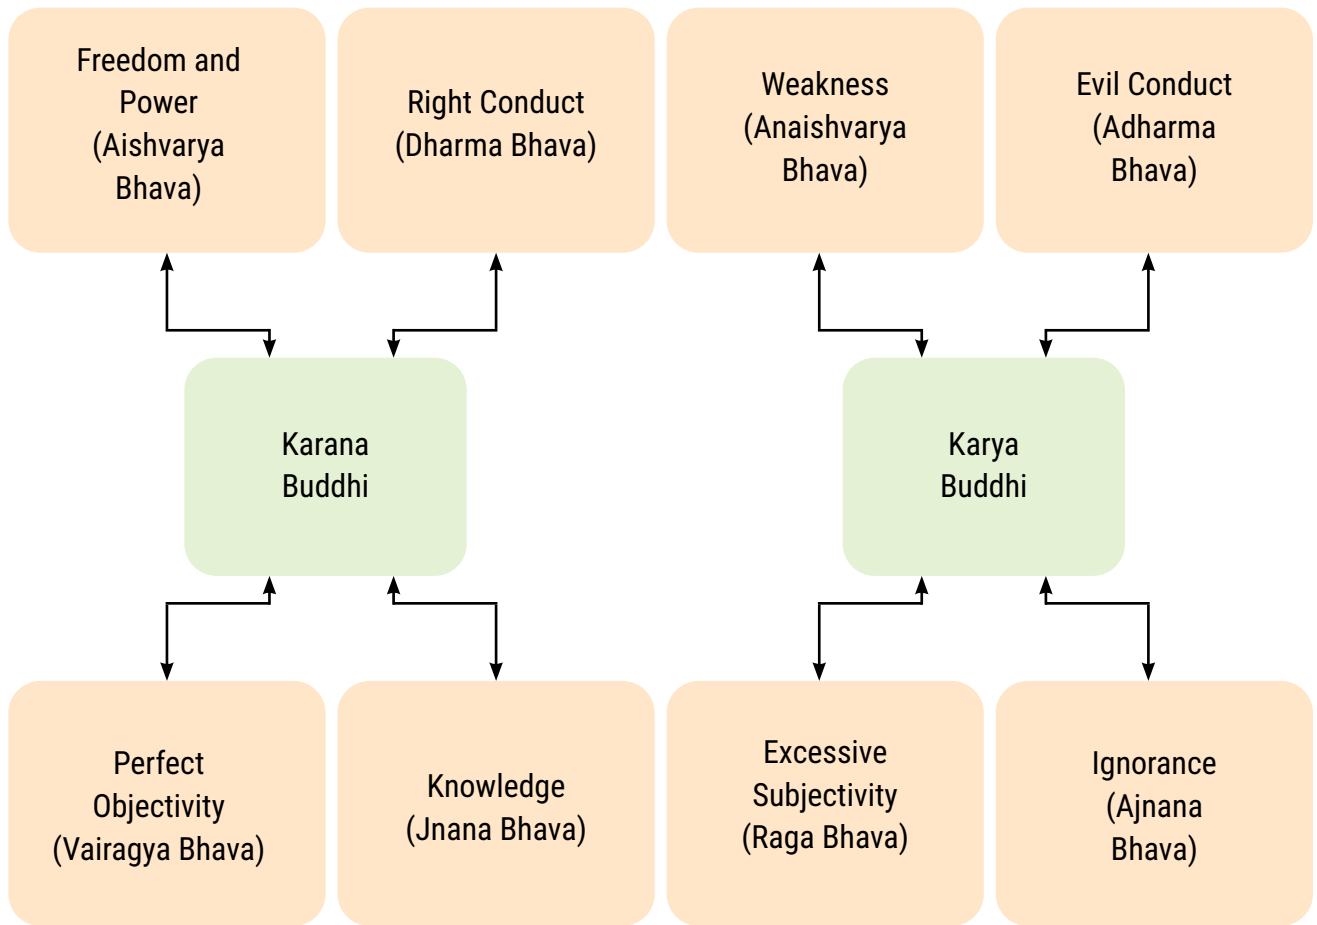 Freedom and
Power
(Aishvarya
Bhava)
Right Conduct
(Dharma Bhava)
Weakness
(Anaishvarya
Bhava)
Evil Conduct
(Adharma
Bhava)
Karana
Buddhi
Karya
Buddhi
Perfect
Objectivity
(Vairagya Bhava)
Knowledge
(Jnana Bhava)
Excessive
Subjectivity
(Raga Bhava)
Ignorance
(Ajnana
Bhava)